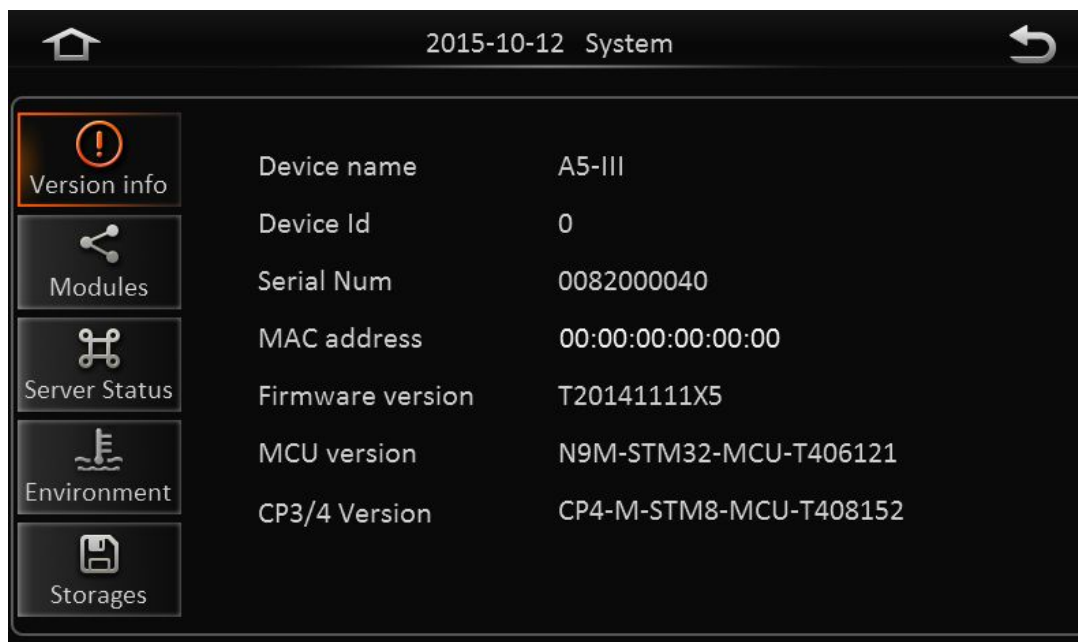 2015-10-12 System
Version info
Modules
Server Status
Environment
Storages
Device name A5-III
Device Id 0
Serial Num 0082000040
MAC address 00:00:00:00:00:00
Firmware version T20141111X5
MCU version N9M-STM32-MCU-T406121
CP3/4 Version CP4-M-STM8-MCU-T408152